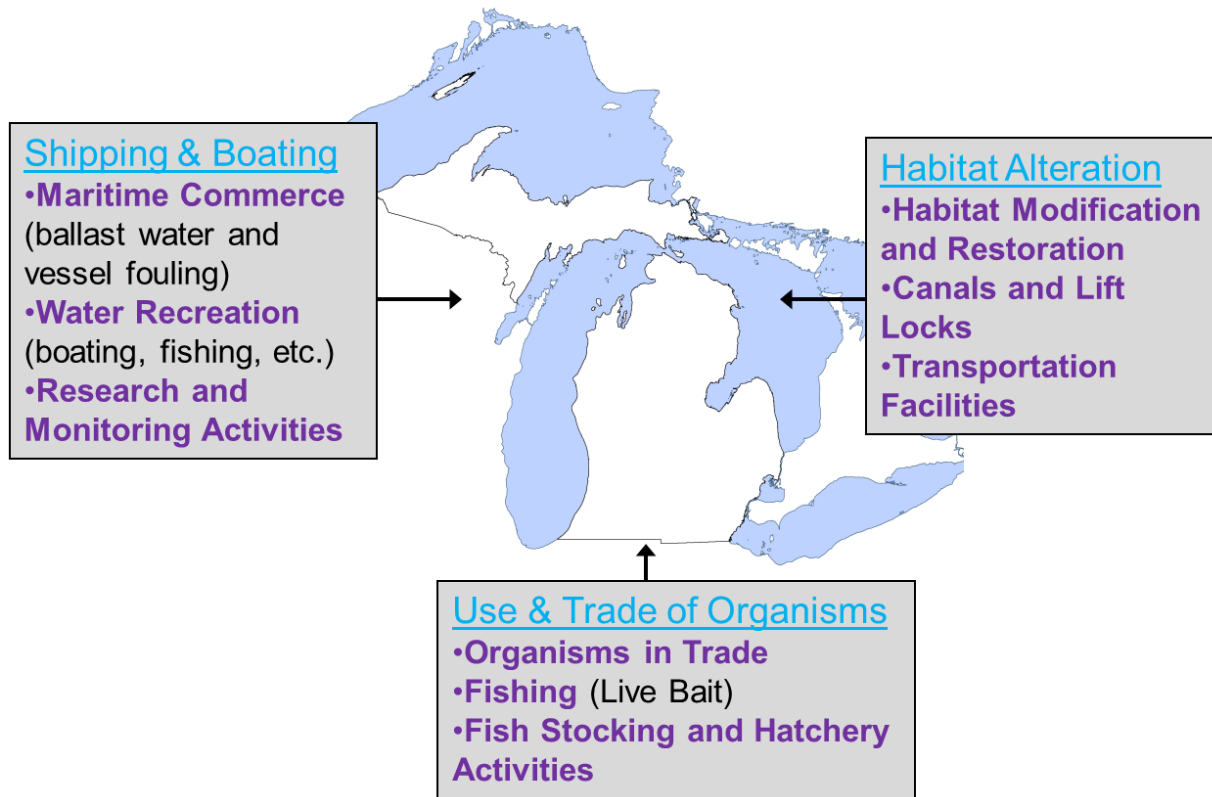 Shipping & Boating
•Maritime Commerce
(ballast water and
vessel fouling)
•Water Recreation
(boating, fishing, etc.)
•Research and
Monitoring Activities
Habitat Alteration
•Habitat Modification
and Restoration
•Canals and Lift
Locks
•Transportation
Facilities
Use & Trade of Organisms
•Organisms in Trade
•Fishing (Live Bait)
•Fish Stocking and Hatchery
Activities